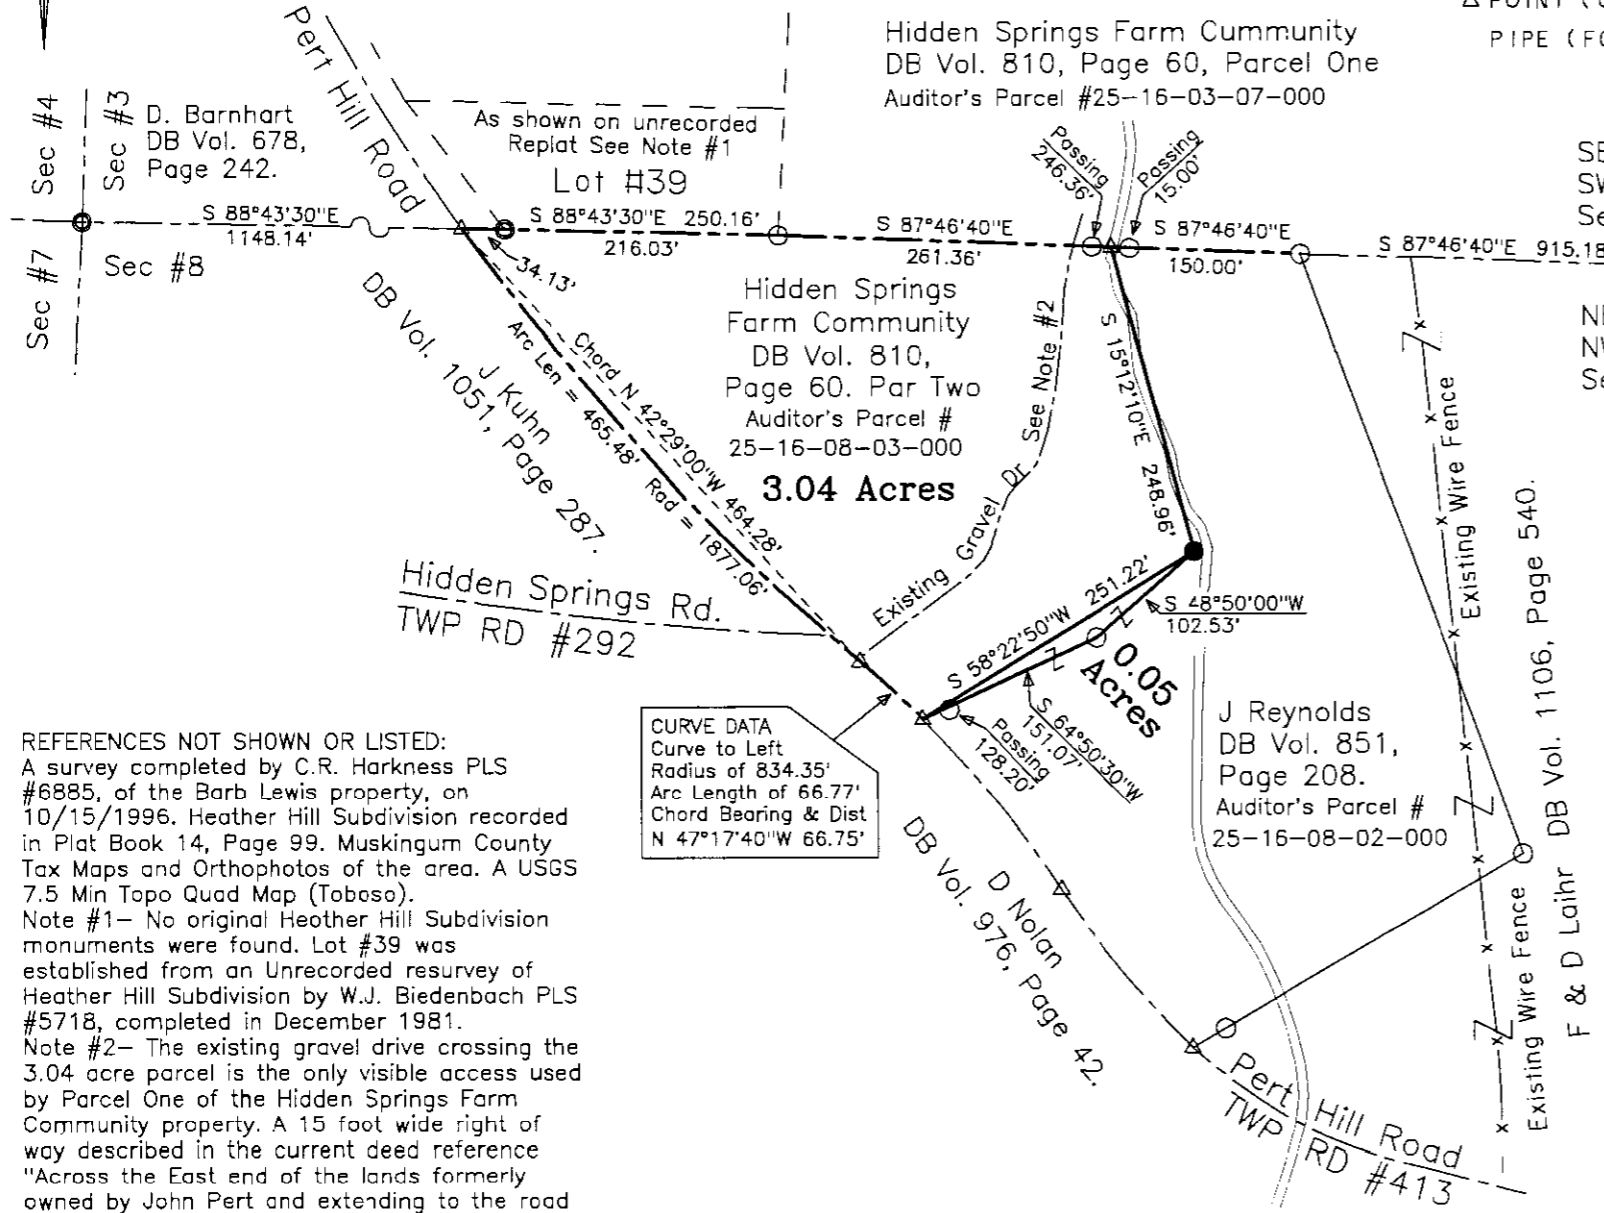 Hidden Springs Farm Cummunity
DB Vol. 810, Page 60, Parcel One
Auditor's Parcel #25-16-03-07-000
PIPE
Pert Hill Road
Sec #4
Sec #3
D. Barnhart
DB Vol. 678,
Page 242.
As shown on unrecorded
Replat See Note #1
Lot #39
Passing
246.36'
Passing
15.00'
S 88°43'30"E
1148.14'
S 88°43'30"E 250.16'
216.03'
34.13'
S 87°46'40"E
261.36'
S 87°46'40"E
150.00'
S 87°46'40"E 915.18
Sec #7
Sec #8
DB Vol. 1051, Page 287.
J Kuhn
Arc Len = 465.48' Rad = 1877.06'
Chord N 42°29'00"W 464.28'
Hidden Springs
Farm Community
DB Vol. 810,
Page 60. Par Two
Auditor's Parcel #
25-16-08-03-000
3.04 Acres
Existing Gravel Dr. See Note #2
S 15°12'10"E 248.96'
Existing Wire Fence
Hidden Springs Rd.
TWP RD #292
S 58°22'50"W 251.22'
S 48°50'00"W
102.53'
0.05
Acres
S 64°50'30"W
151.07'
Passing
128.20'
CURVE DATA
Curve to Left
Radius of 834.35'
Arc Length of 66.77'
Chord Bearing & Dist
N 47°17'40"W 66.75'
J Reynolds
DB Vol. 851,
Page 208.
Auditor's Parcel #
25-16-08-02-000
D Nolan
DB Vol. 976, Page 42.
Existing Wire Fence
F & D Laihr DB Vol. 1106, Page 540.
Pert Hill Road
TWP RD #413
REFERENCES NOT SHOWN OR LISTED:
A survey completed by C.R. Harkness PLS
#6885, of the Barb Lewis property, on
10/15/1996. Heather Hill Subdivision recorded
in Plat Book 14, Page 99. Muskingum County
Tax Maps and Orthophotos of the area. A USGS
7.5 Min Topo Quad Map (Toboso).
Note #1- No original Heother Hill Subdivision
monuments were found. Lot #39 was
established from an Unrecorded resurvey of
Heather Hill Subdivision by W.J. Biedenbach PLS
#5718, completed in December 1981.
Note #2- The existing gravel drive crossing the
3.04 acre parcel is the only visible access used
by Parcel One of the Hidden Springs Farm
Community property. A 15 foot wide right of
way described in the current deed reference
"Across the East end of the lands formerly
owned by John Pert and extending to the road